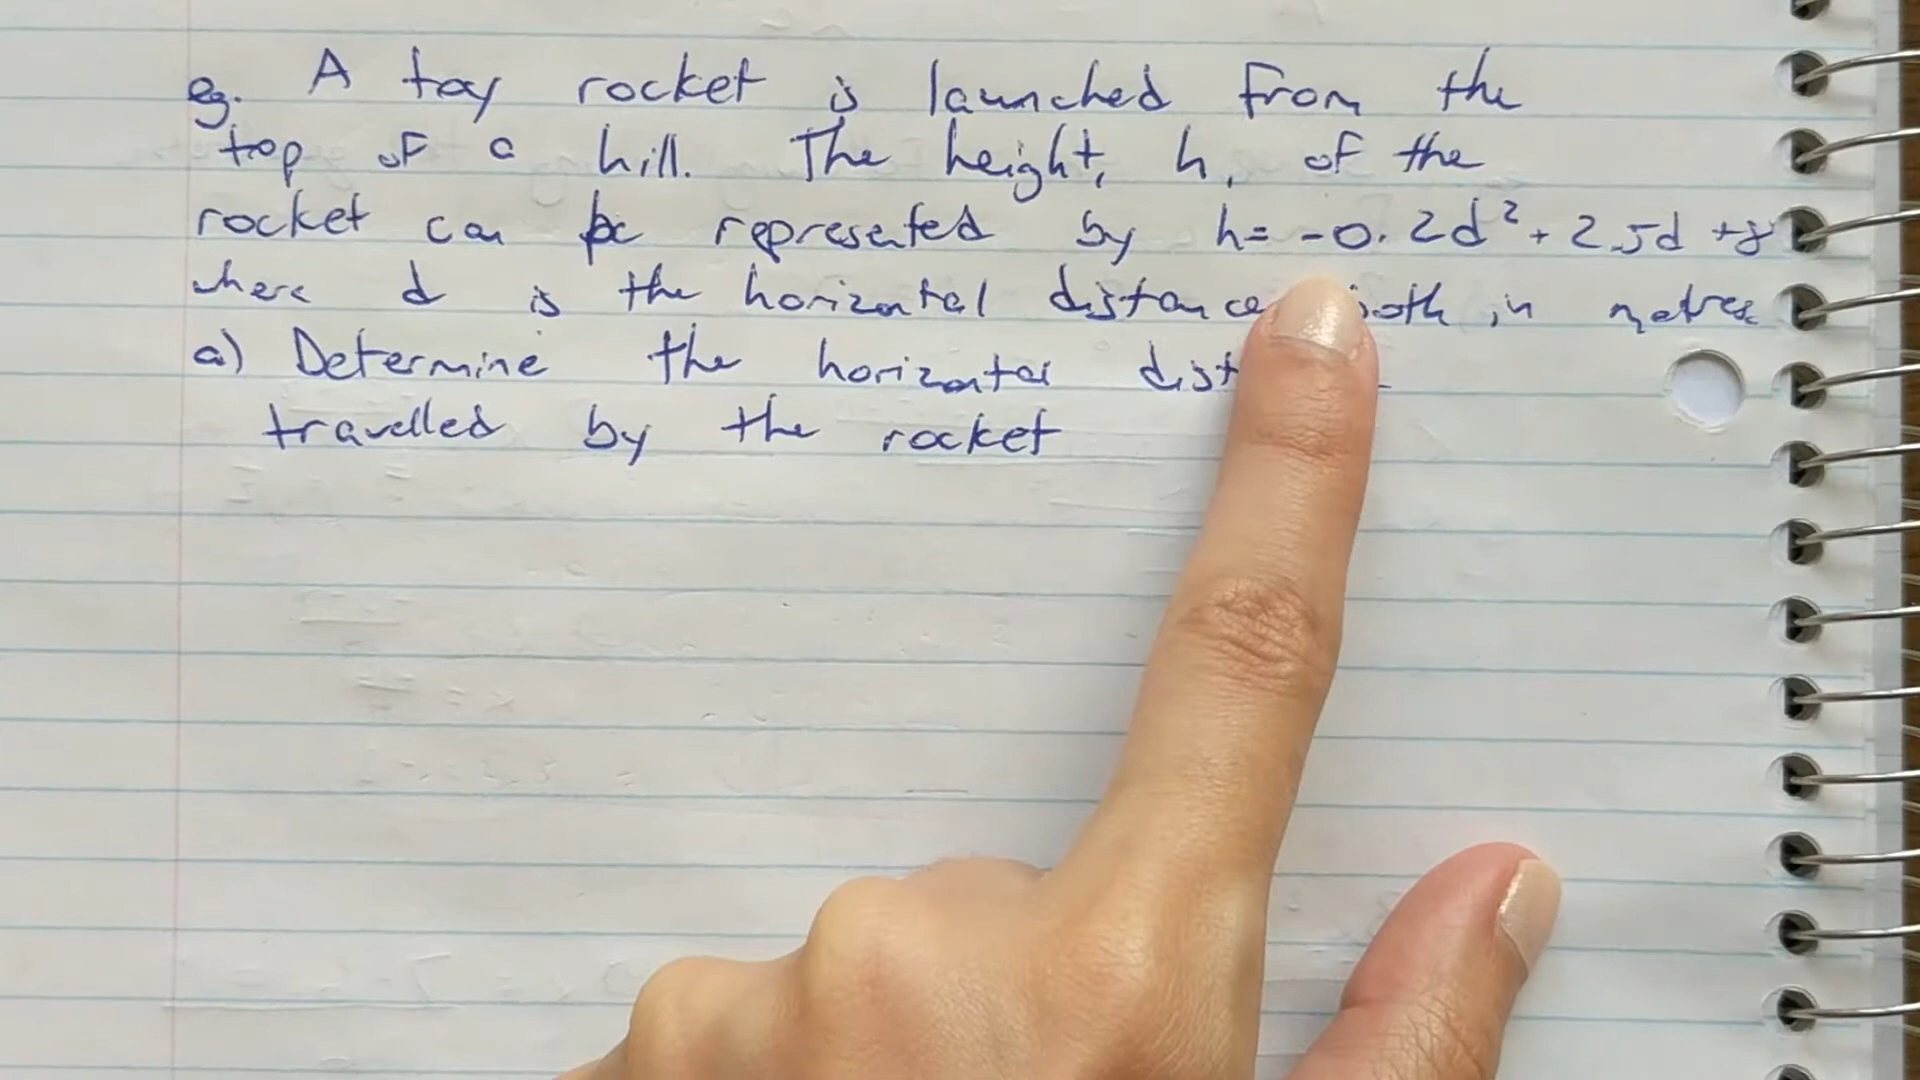 eg. A toy rocket is launched from the
top of a hill. The height, h, of the
rocket can be represented by h= -0.2d² + 2.5d +8
where d is the horizontal distance both in metres
a) Determine the horizontal
travelled by the rocket